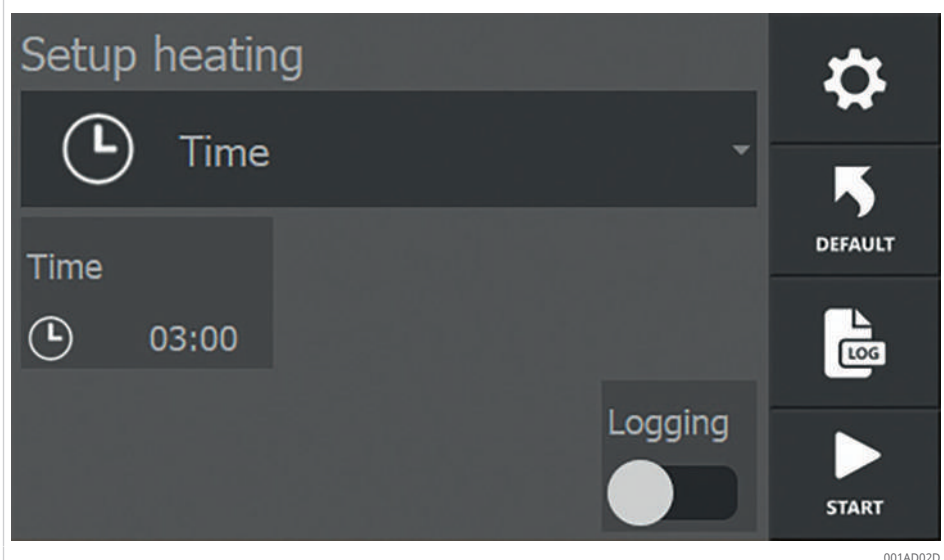 Setup heating
Time
DEFAULT
Time
03:00
LOG
Logging
START
001AD02D